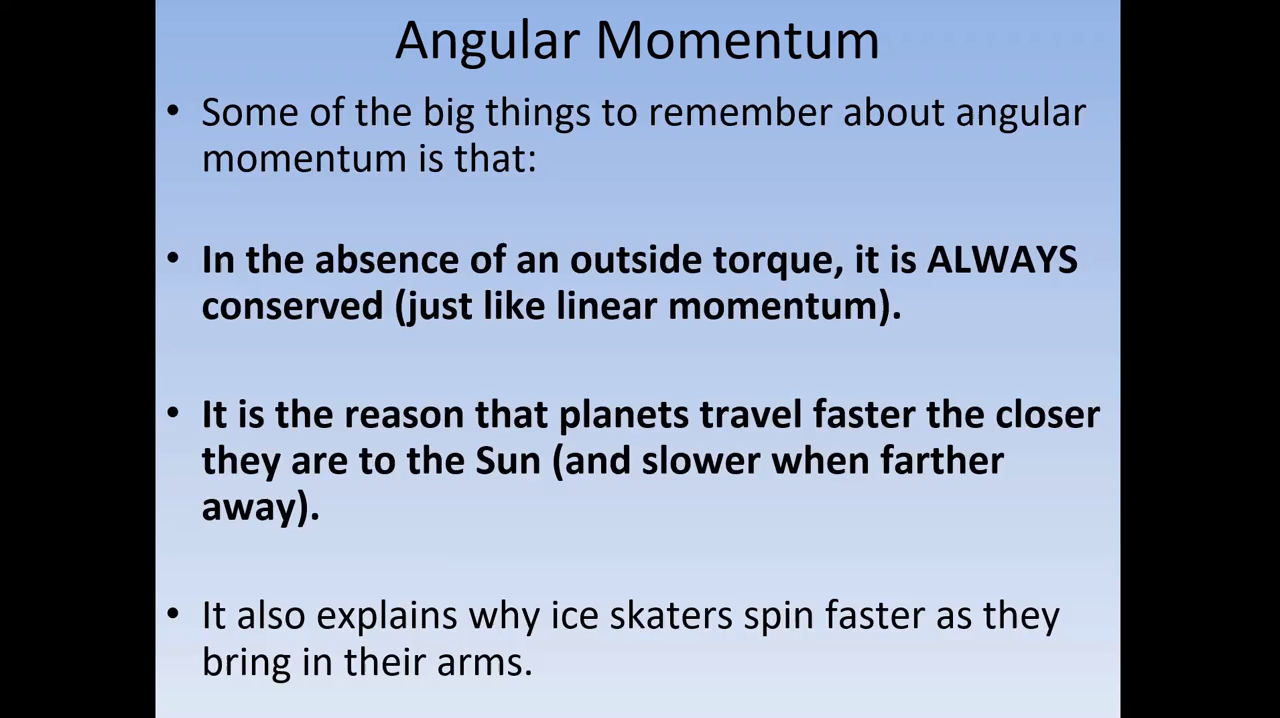 Angular Momentum
• Some of the big things to remember about angular
momentum is that:
• In the absence of an outside torque, it is ALWAYS
conserved (just like linear momentum).
• It is the reason that planets travel faster the closer
they are to the Sun (and slower when farther
away).
• It also explains why ice skaters spin faster as they
bring in their arms.